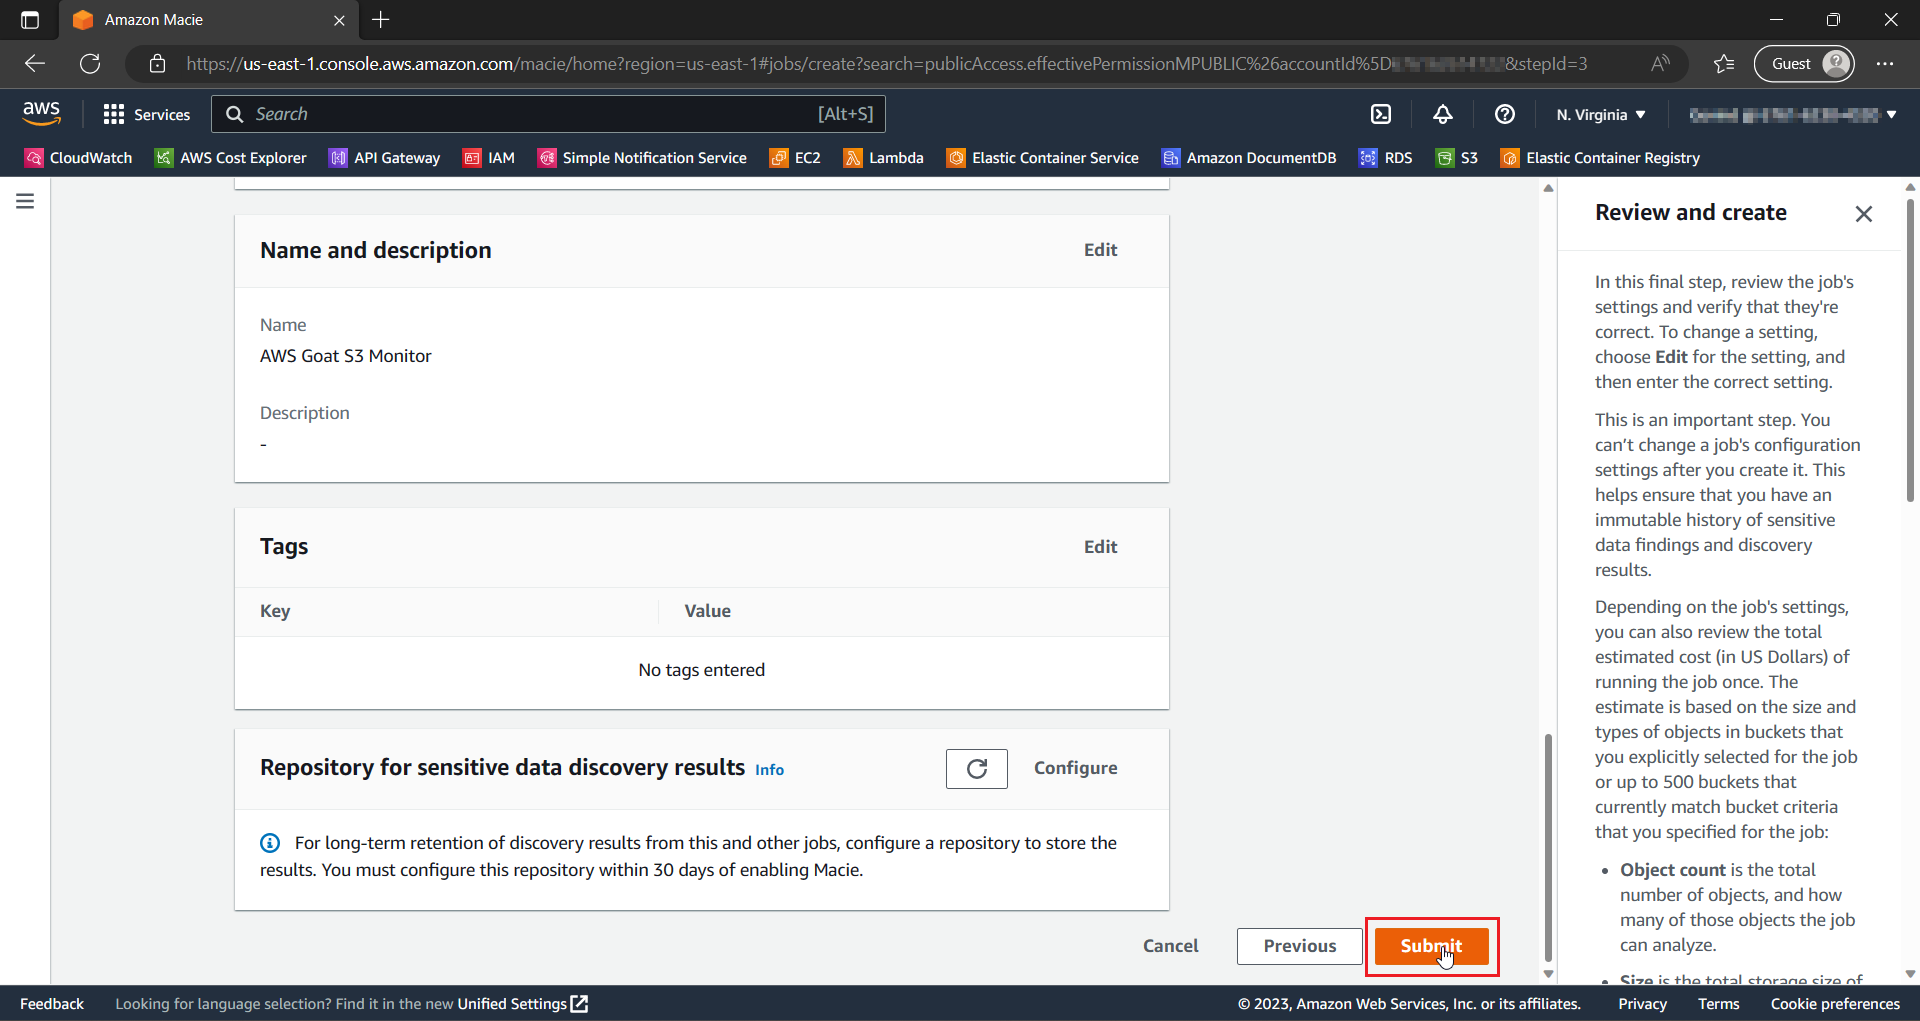 Amazon Macie
https://us-east-1.console.aws.amazon.com/macie/home?region=us-east-1#jobs/create?search=publicAccess.effectivePermissionMPUBLIC%26accountId%5D &stepId=3
Guest
aws
Services
Search
[Alt+S]
N. Virginia
CloudWatch
AWS Cost Explorer
API Gateway
IAM
Simple Notification Service
EC2
Lambda
Elastic Container Service
Amazon DocumentDB
RDS
S3
Elastic Container Registry
Name and description
Edit
Name
AWS Goat S3 Monitor
Description
-
Tags
Edit
Key
Value
No tags entered
Repository for sensitive data discovery results Info
Configure
For long-term retention of discovery results from this and other jobs, configure a repository to store the
results. You must configure this repository within 30 days of enabling Macie.
Cancel
Previous
Submit
Review and create
In this final step, review the job's
settings and verify that they're
correct. To change a setting,
choose Edit for the setting, and
then enter the correct setting.
This is an important step. You
can't change a job's configuration
settings after you create it. This
helps ensure that you have an
immutable history of sensitive
data findings and discovery
results.
Depending on the job's settings,
you can also review the total
estimated cost (in US Dollars) of
running the job once. The
estimate is based on the size and
types of objects in buckets that
you explicitly selected for the job
or up to 500 buckets that
currently match bucket criteria
that you specified for the job:
• Object count is the total
number of objects, and how
many of those objects the job
can analyze.
• Size is the total storage size of
Feedback
Looking for language selection? Find it in the new Unified Settings
© 2023, Amazon Web Services, Inc. or its affiliates.
Privacy
Terms
Cookie preferences